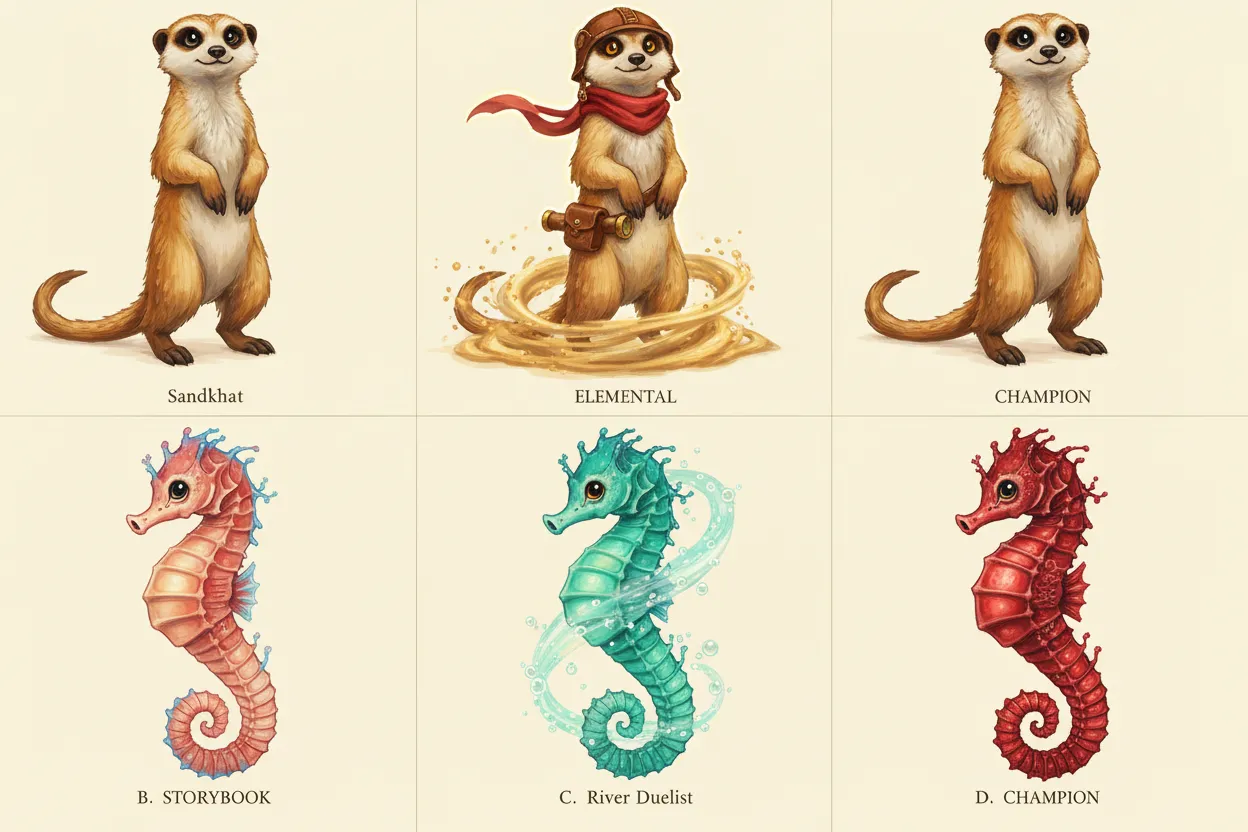 Sandkhat
ELEMENTAL
CHAMPION
B. STORYBOOK
C. River Duelist
D. CHAMPION